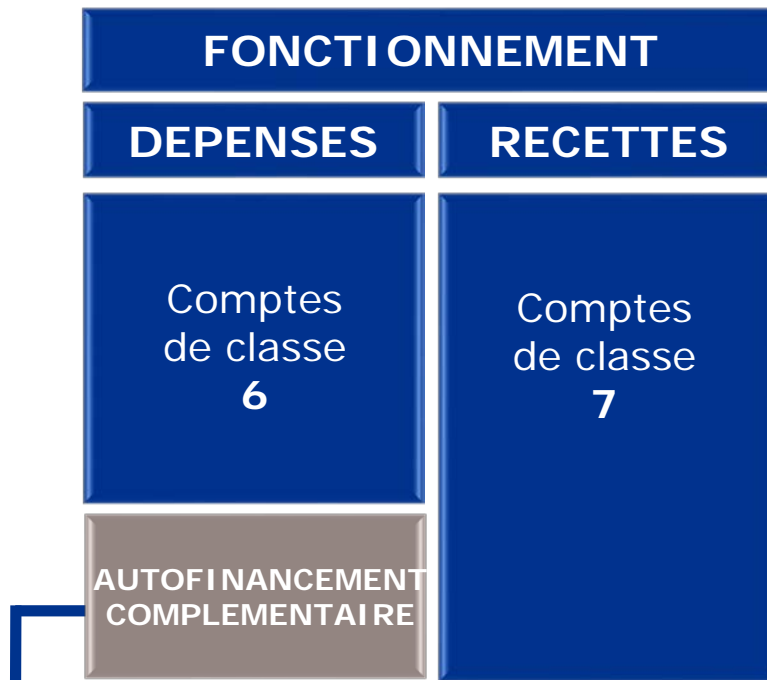 FONCTIONNEMENT
DEPENSES
RECETTES
Comptes
de classe
6
Comptes
de classe
7
AUTOFINANCEMENT
COMPLEMENTAIRE